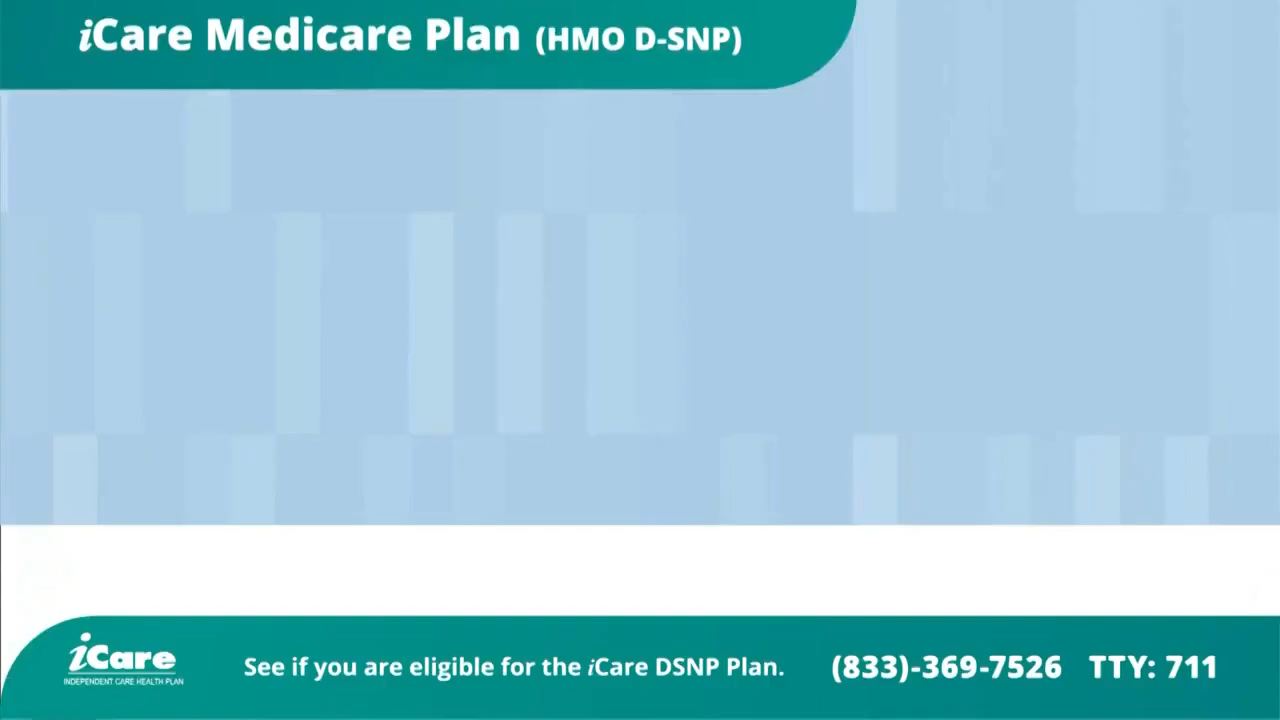 iCare Medicare Plan (HMO D-SNP)
iCare
INDEPENDENT CARE HEALTH PLAN
See if you are eligible for the iCare DSNP Plan.
(833)-369-7526 TTY: 711